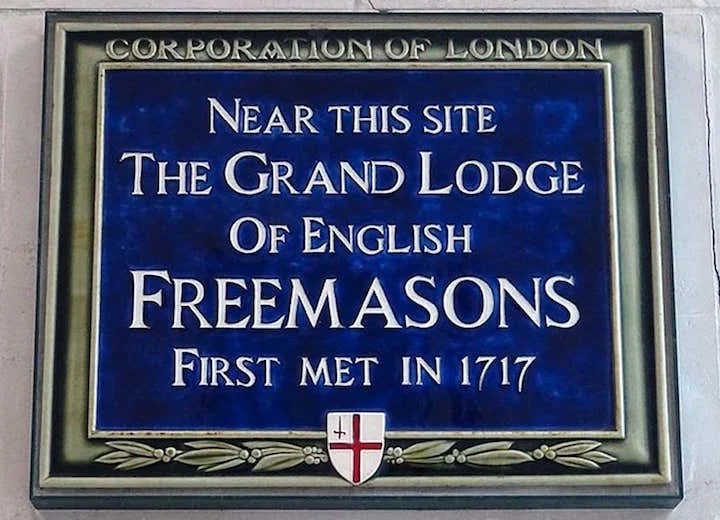 CORPORATION OF LONDON
NEAR THIS SITE
THE GRAND LODGE
OF ENGLISH
FREEMASONS
FIRST MET IN 1717